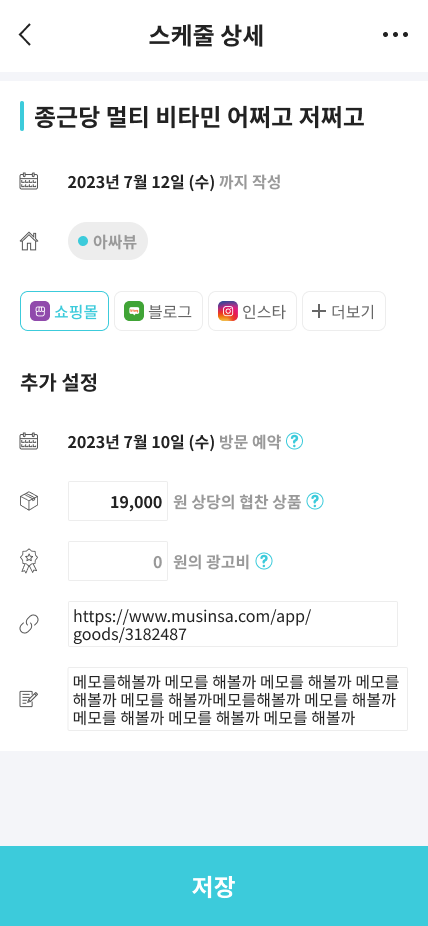 스케줄 상세
종근당 멀티 비타민 어쩌고 저쩌고
2023년 7월 12일 (수) 까지 작성
아싸뷰
쇼핑몰 블로그 인스타 더보기
추가 설정
2023년 7월 10일 (수) 방문 예약 ?
19,000 원 상당의 협찬 상품 ?
0 원의 광고비 ?
https://www.musinsa.com/app/
goods/3182487
메모를해볼까 메모를 해볼까 메모를 해볼까 메모를
해볼까 메모를 해볼까메모를해볼까 메모를 해볼까
메모를 해볼까 메모를 해볼까 메모를 해볼까
저장